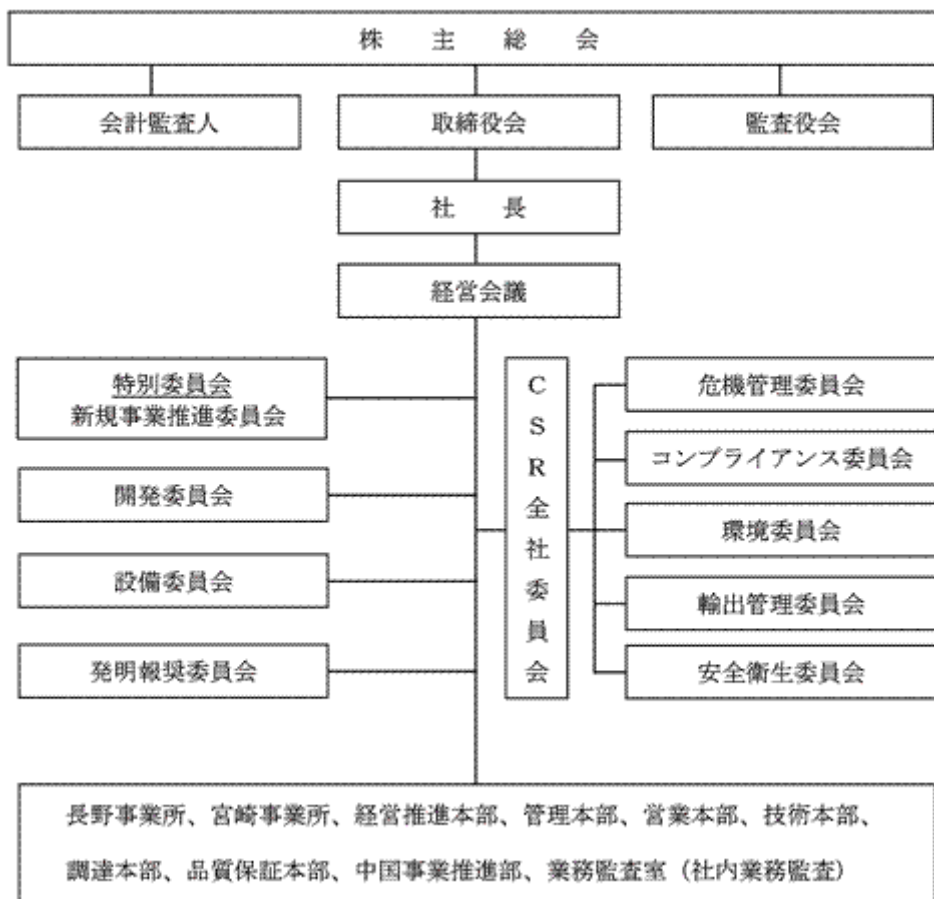 株主総会
会計監査人
取締役会
監査役会
社長
経営会議
特別委員会
新規事業推進委員会
開発委員会
設備委員会
発明報奨委員会
CSR全社委員会
危機管理委員会
コンプライアンス委員会
環境委員会
輸出管理委員会
安全衛生委員会
長野事業所、宮崎事業所、経営推進本部、管理本部、営業本部、技術本部、
調達本部、品質保証本部、中国事業推進部、業務監査室（社内業務監査）